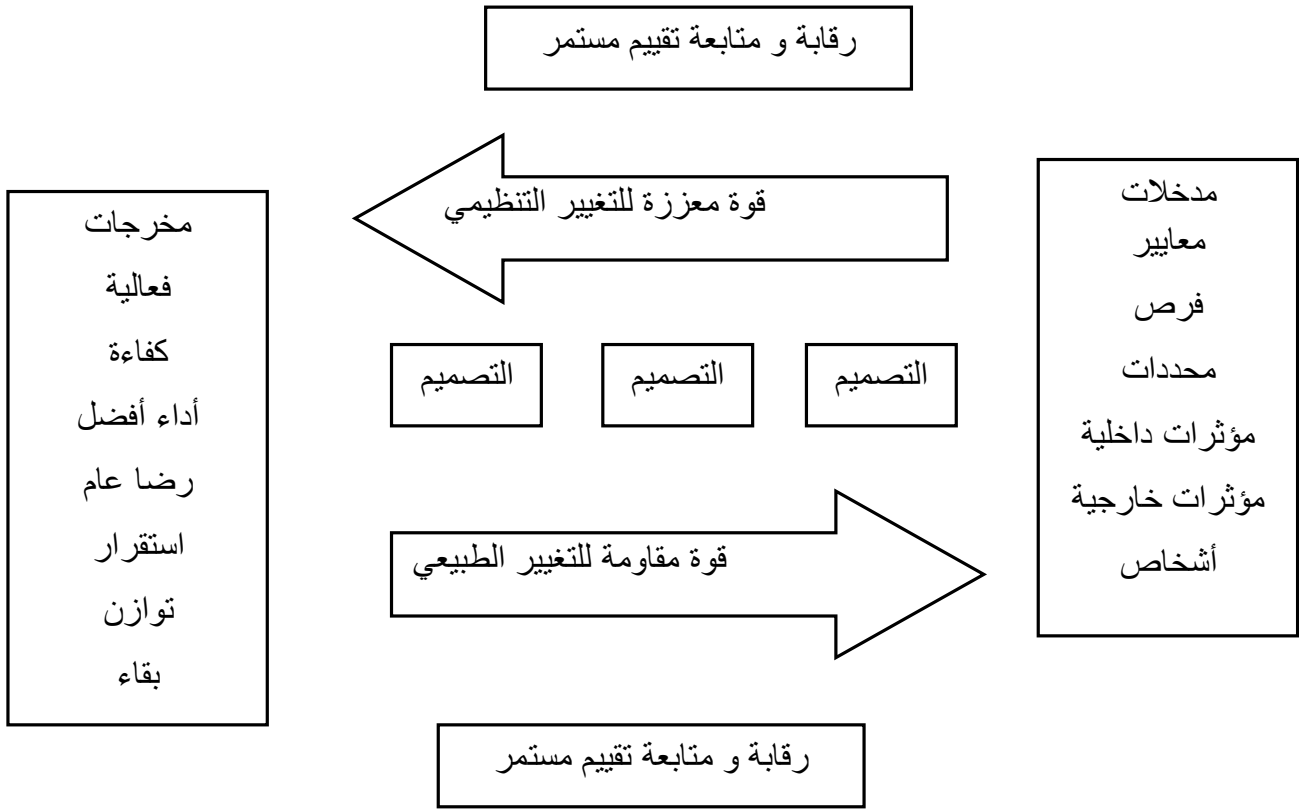 رقابة و متابعة تقييم مستمر
مدخلات
معايير
فرص
محددات
مؤثرات داخلية
مؤثرات خارجية
أشخاص
قوة معززة للتغيير التنظيمي
التصميم
التصميم
التصميم
قوة مقاومة للتغيير الطبيعي
مخرجات
فعالية
كفاءة
أداء أفضل
رضا عام
استقرار
توازن
بقاء
رقابة و متابعة تقييم مستمر